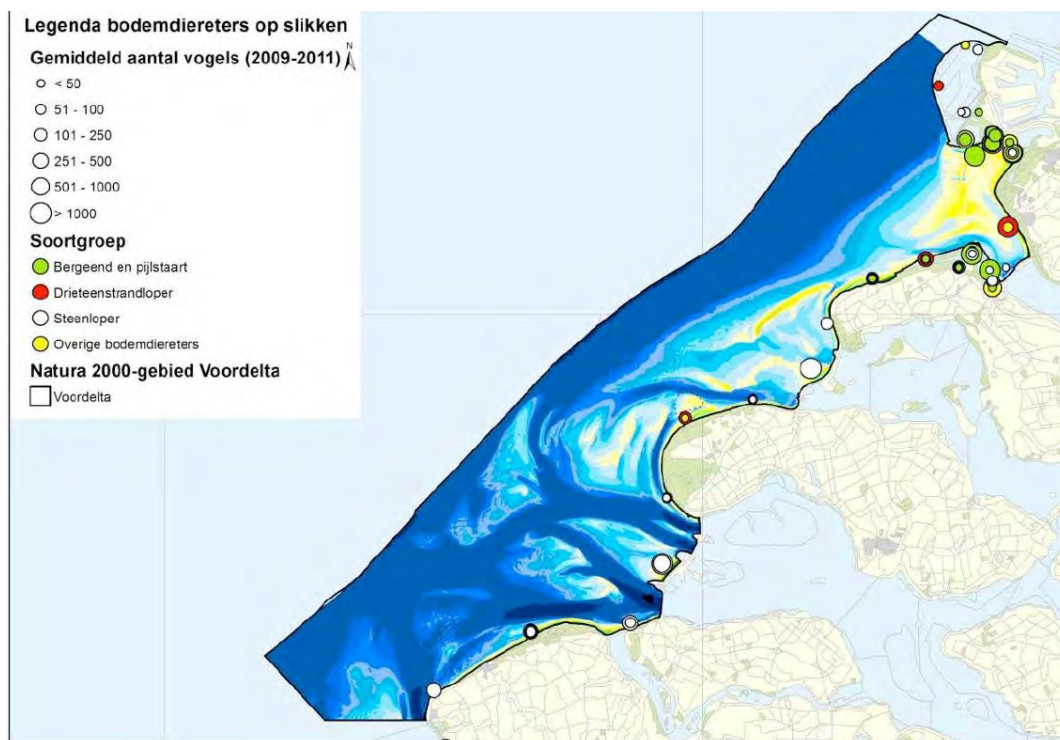 Legenda bodemdiereters op slikken
Gemiddeld aantal vogels (2009-2011)
N
< 50
51 - 100
101 - 250
251 - 500
501 - 1000
> 1000
Soortgroep
Bergeend en pijlstaart
Drieteenstrandloper
Steenloper
Overige bodemdiereters
Natura 2000-gebied Voordelta
Voordelta